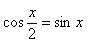 cos x/2 = sin x